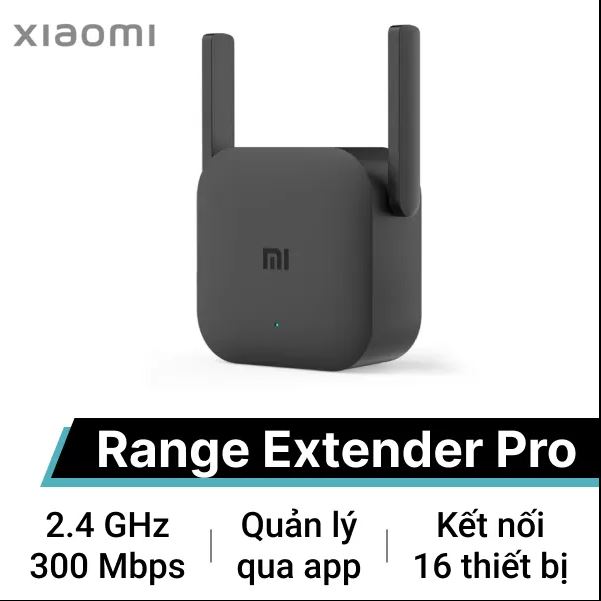 xiaomi
mi
Range Extender Pro
2.4 GHz
300 Mbps
Quản lý
qua app
Kết nối
16 thiết bị